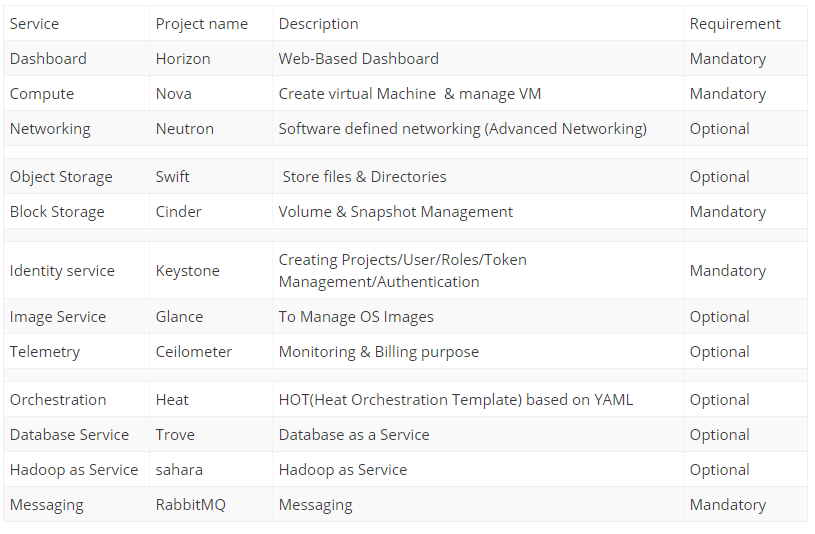 Service Project name Description Requirement
Dashboard Horizon Web-Based Dashboard Mandatory
Compute Nova Create virtual Machine & manage VM Mandatory
Networking Neutron Software defined networking (Advanced Networking) Optional
Object Storage Swift Store files & Directories Optional
Block Storage Cinder Volume & Snapshot Management Mandatory
Identity service Keystone Creating Projects/User/Roles/Token
Management/Authentication Mandatory
Image Service Glance To Manage OS Images Optional
Telemetry Ceilometer Monitoring & Billing purpose Optional
Orchestration Heat HOT(Heat Orchestration Template) based on YAML Optional
Database Service Trove Database as a Service Optional
Hadoop as Service sahara Hadoop as Service Optional
Messaging RabbitMQ Messaging Mandatory